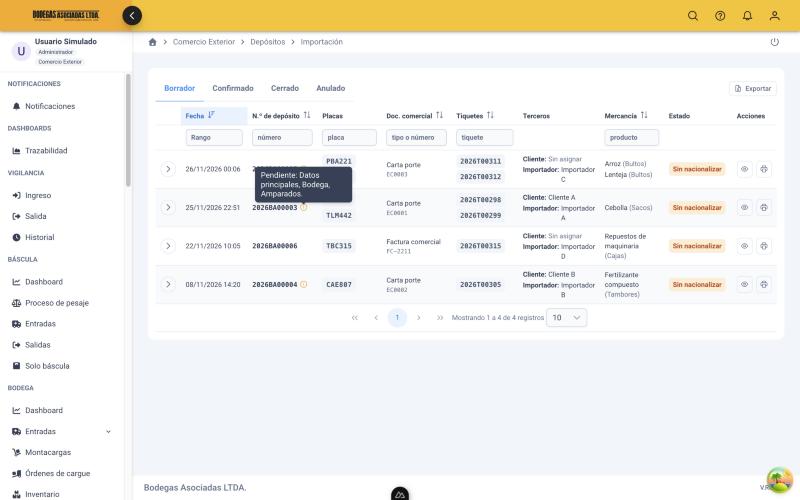 BODEGAS ASOCIADAS LTDA.
Usuario Simulado
U
Administrador
Comercio Exterior
Comercio Exterior
Depósitos
Importación
NOTIFICACIONES
Notificaciones
DASHBOARDS
Trazabilidad
VIGILANCIA
Ingreso
Salida
Historial
BÁSCULA
Dashboard
Proceso de pesaje
Entradas
Salidas
Solo báscula
BODEGA
Dashboard
Entradas
Montacargas
Órdenes de cargue
Inventario
Borrador Confirmado Cerrado Anulado
Exportar
Fecha N.º de depósito Placas Doc. comercial Tiquetes Terceros Mercancía Estado Acciones
Rango número placa tipo o número tiquete producto
26/11/2026 00:06
PBA221
Carta porte
EC0003
2026T00311
2026T00312
Cliente: Sin asignar
Importador: Importador
C
Arroz (Bultos)
Lenteja (Bultos)
Sin nacionalizar
Pendiente: Datos
principales, Bodega,
Amparados.
25/11/2026 22:51
2026BA00003
TLM442
Carta porte
EC0001
2026T00298
2026T00299
Cliente: Cliente A
Importador: Importador
A
Cebolla (Sacos)
Sin nacionalizar
22/11/2026 10:05
2026BA00006
TBC315
Factura comercial
FC-2211
2026T00315
Cliente: Sin asignar
Importador: Importador
D
Repuestos de
maquinaria
(Cajas)
Sin nacionalizar
08/11/2026 14:20
2026BA00004
CAE807
Carta porte
EC0002
2026T00305
Cliente: Cliente B
Importador: Importador
B
Fertilizante
compuesto
(Tambores)
Sin nacionalizar
1
Mostrando 1 a 4 de 4 registros
10
Bodegas Asociadas LTDA.